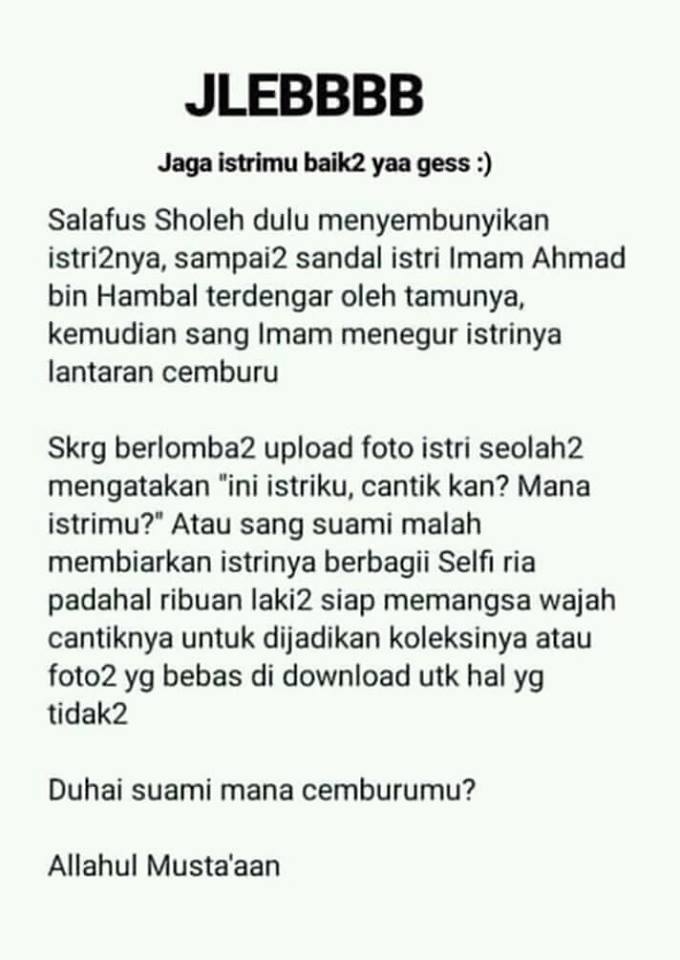 JLEBBBB
Jaga istrimu baik2 yaa gess :)
Salafus Sholeh dulu menyembunyikan
istri2nya, sampai2 sandal istri Imam Ahmad
bin Hambal terdengar oleh tamunya,
kemudian sang Imam menegur istrinya
lantaran cemburu
Skrg berlomba2 upload foto istri seolah2
mengatakan "ini istriku, cantik kan? Mana
istrimu?" Atau sang suami malah
membiarkan istrinya berbagii Selfi ria
padahal ribuan laki2 siap memangsa wajah
cantiknya untuk dijadikan koleksinya atau
foto2 yg bebas di download utk hal yg
tidak2
Duhai suami mana cemburumu?
Allahul Musta'aan